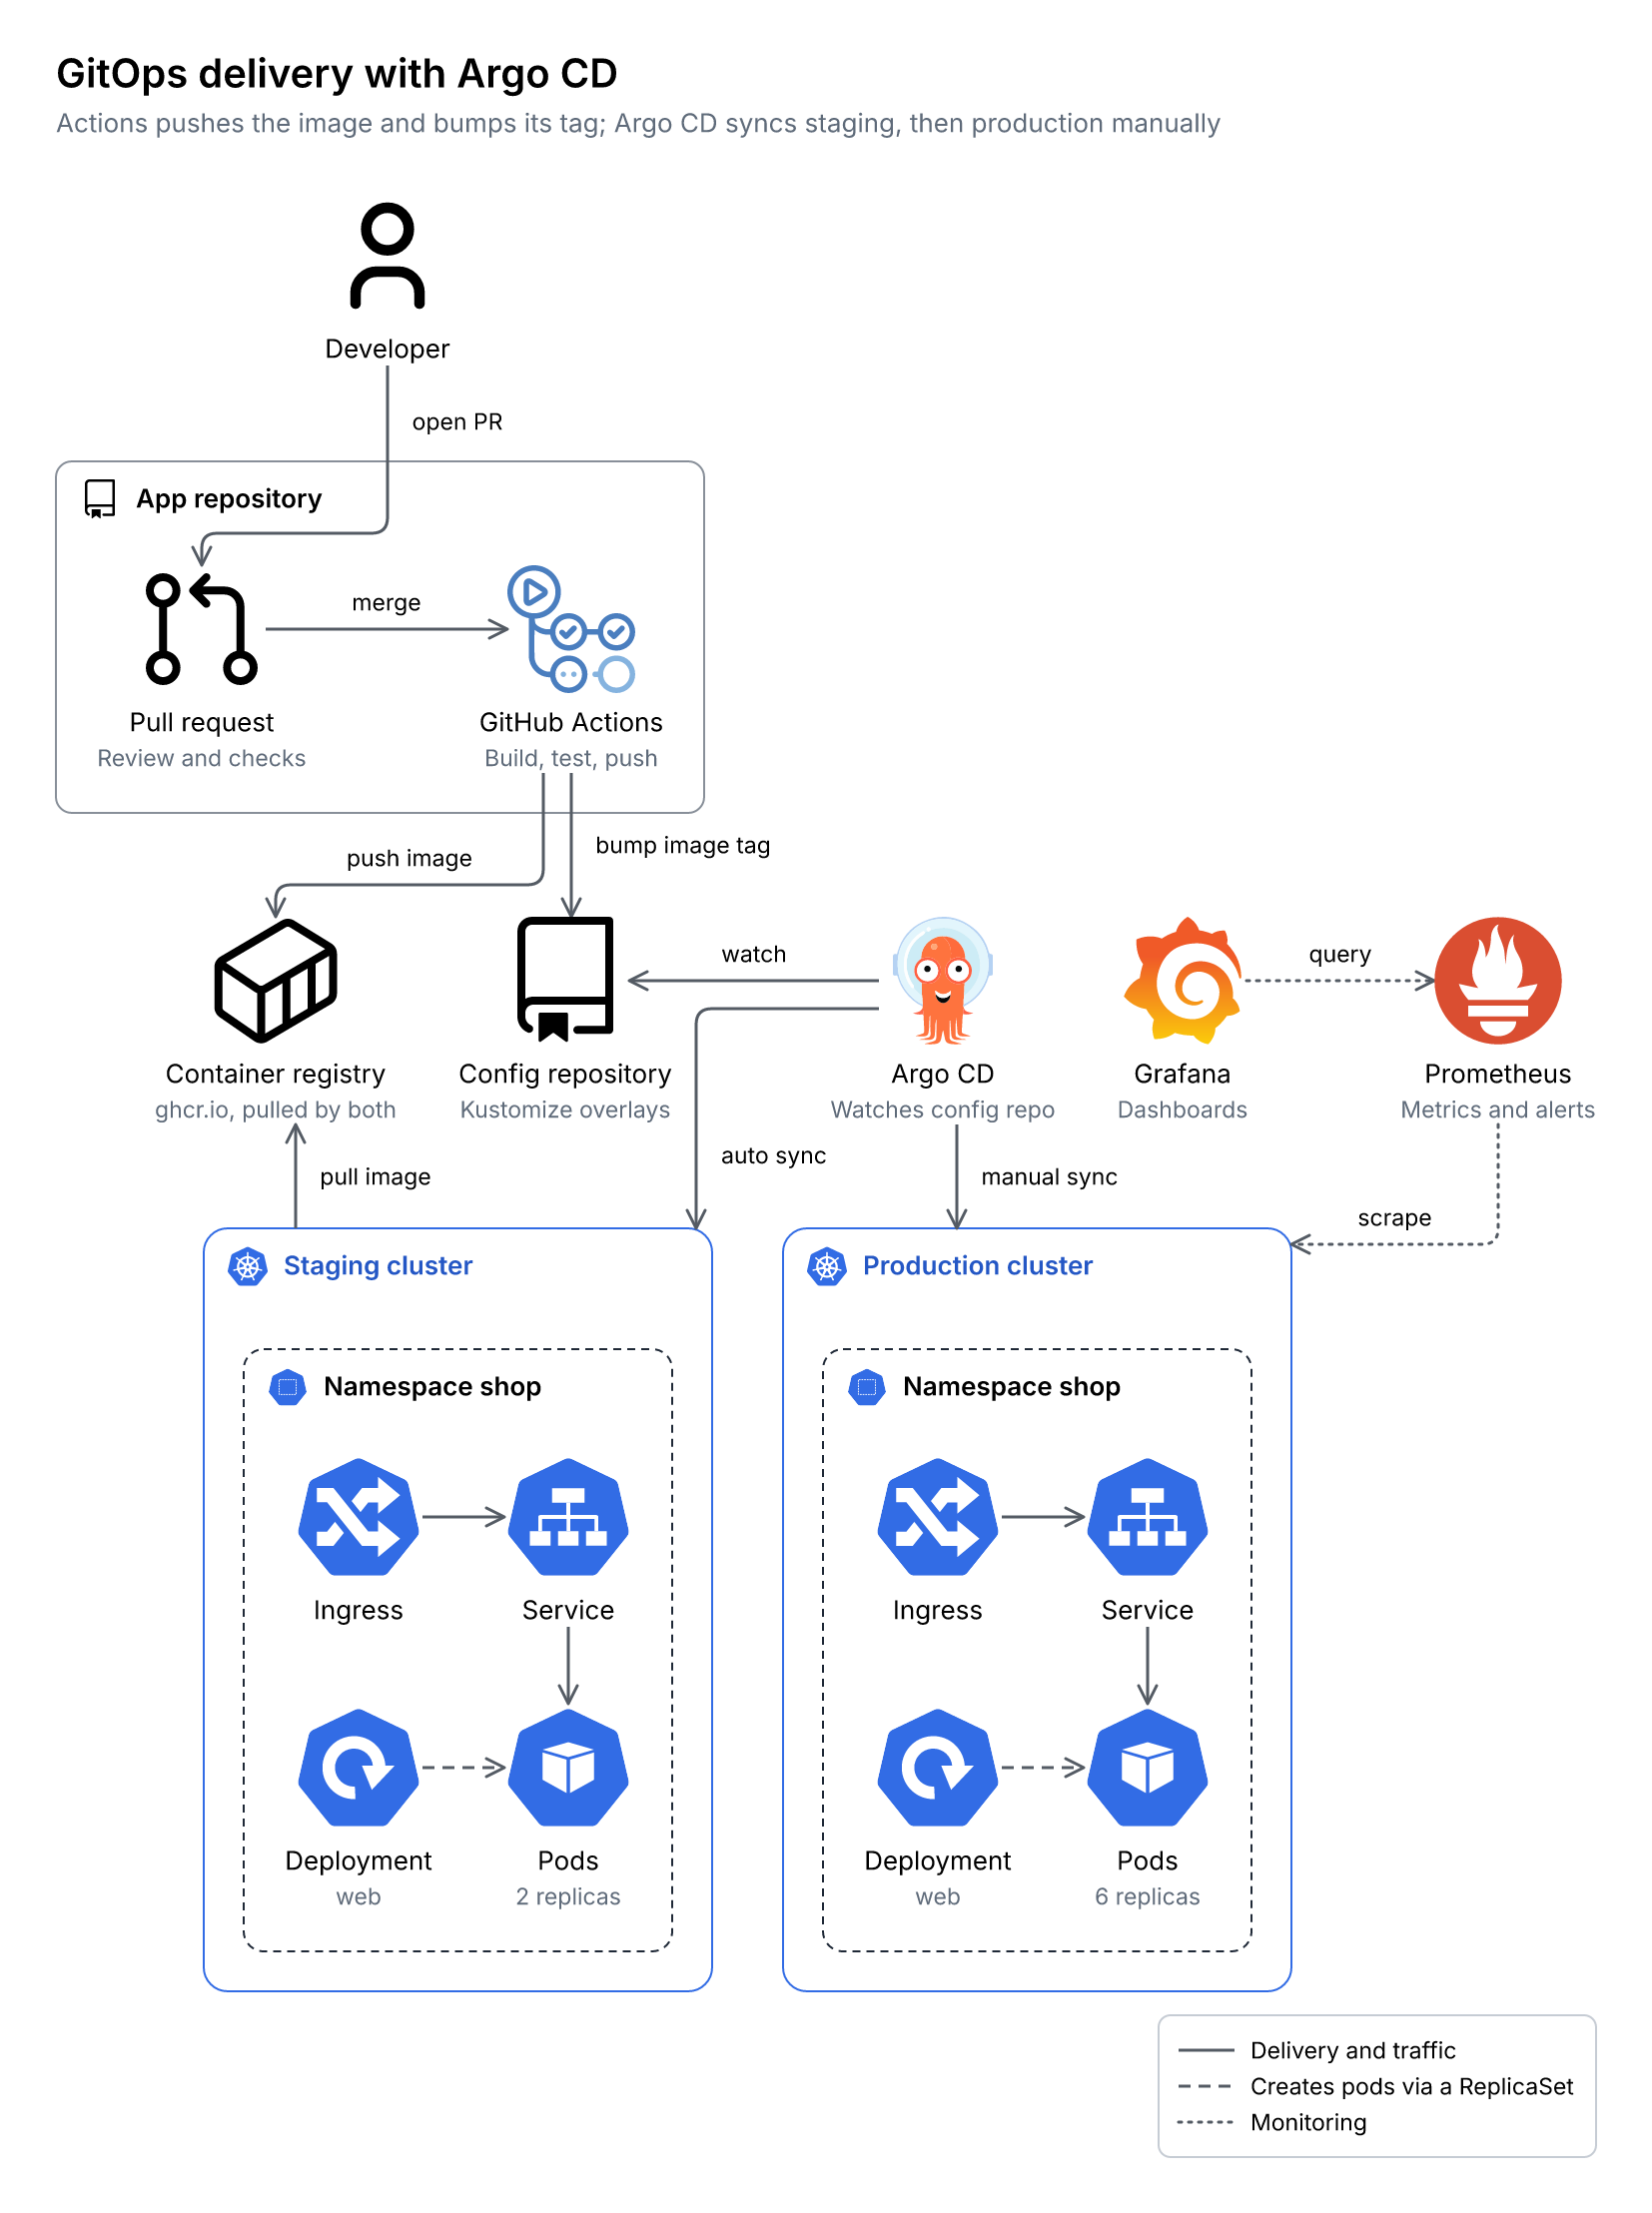 GitOps delivery with Argo CD
Actions pushes the image and bumps its tag; Argo CD syncs staging, then production manually
Developer
open PR
App repository
merge
Pull request
Review and checks
GitHub Actions
Build, test, push
push image
bump image tag
watch
query
Container registry
ghcr.io, pulled by both
Config repository
Kustomize overlays
Argo CD
Watches config repo
Grafana
Dashboards
Prometheus
Metrics and alerts
pull image
auto sync
manual sync
scrape
Staging cluster
Namespace shop
Ingress
Service
Deployment
web
Pods
2 replicas
Production cluster
Namespace shop
Ingress
Service
Deployment
web
Pods
6 replicas
Delivery and traffic
Creates pods via a ReplicaSet
Monitoring